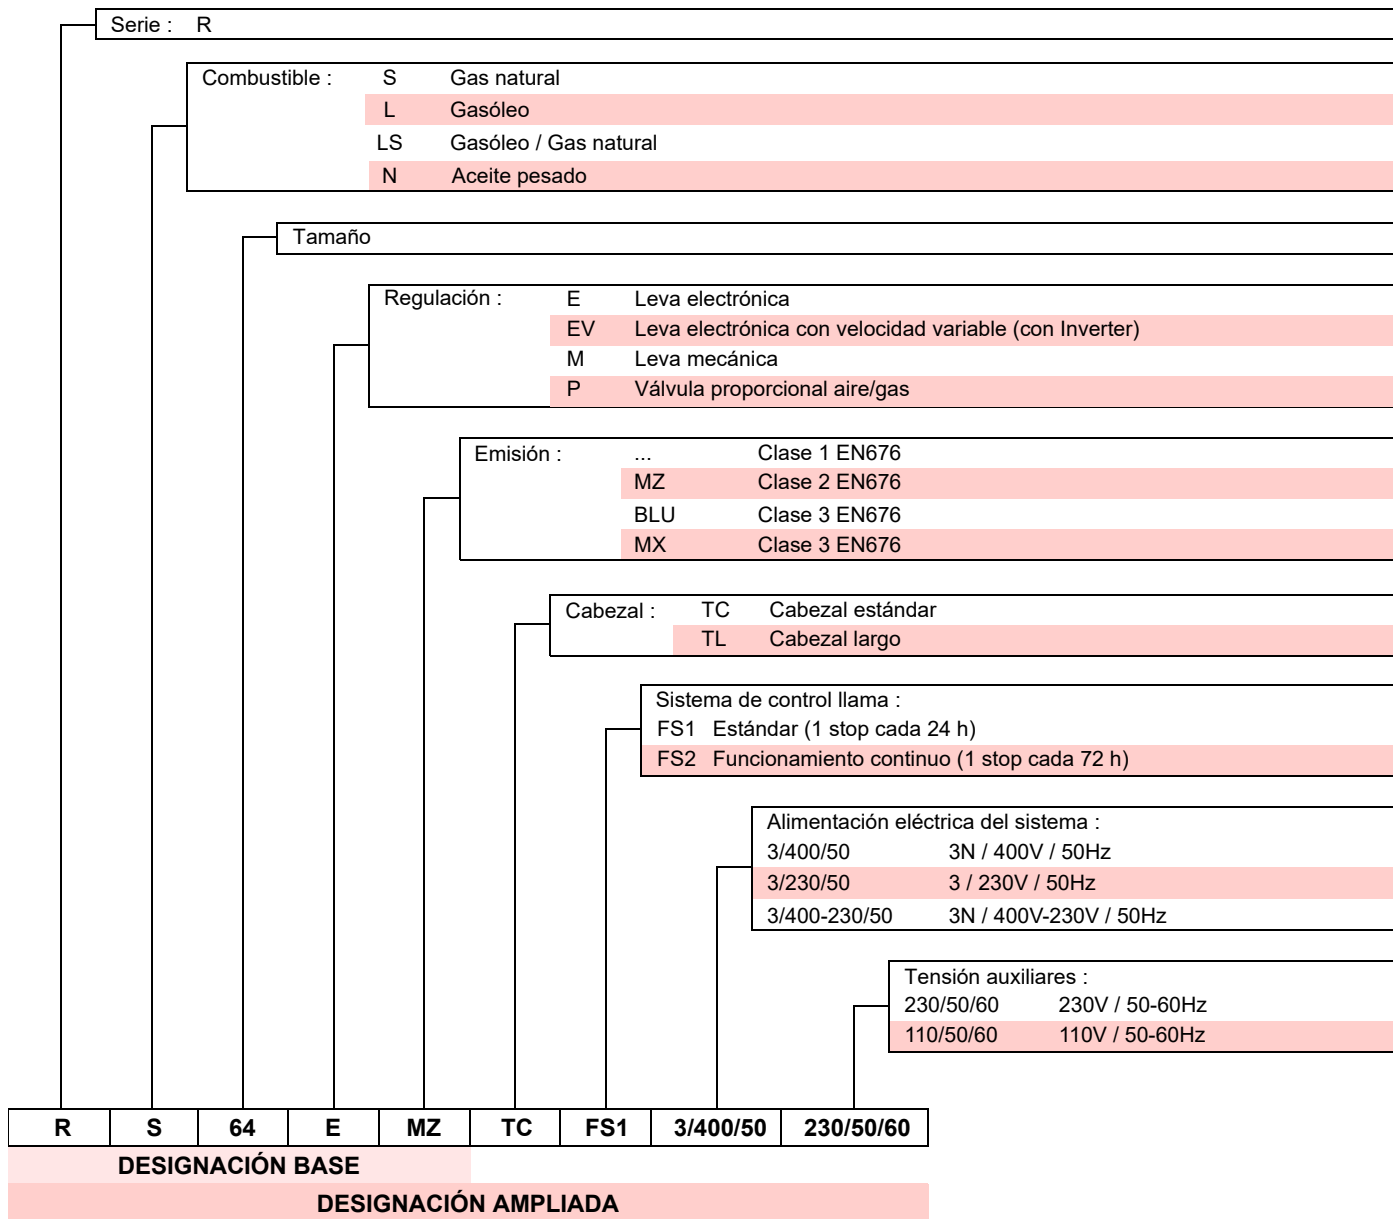 Serie : R
Combustible : S Gas natural
L Gasóleo
LS Gasóleo / Gas natural
N Aceite pesado
Tamaño
Regulación : E Leva electrónica
EV Leva electrónica con velocidad variable (con Inverter)
M Leva mecánica
P Válvula proporcional aire/gas
Emisión : ... Clase 1 EN676
MZ Clase 2 EN676
BLU Clase 3 EN676
MX Clase 3 EN676
Cabezal : TC Cabezal estándar
TL Cabezal largo
Sistema de control llama :
FS1 Estándar (1 stop cada 24 h)
FS2 Funcionamiento continuo (1 stop cada 72 h)
Alimentación eléctrica del sistema :
3/400/50 3N / 400V / 50Hz
3/230/50 3 / 230V / 50Hz
3/400-230/50 3N / 400V-230V / 50Hz
Tensión auxiliares :
230/50/60 230V / 50-60Hz
110/50/60 110V / 50-60Hz
R S 64 E MZ TC FS1 3/400/50 230/50/60
DESIGNACIÓN BASE
DESIGNACIÓN AMPLIADA